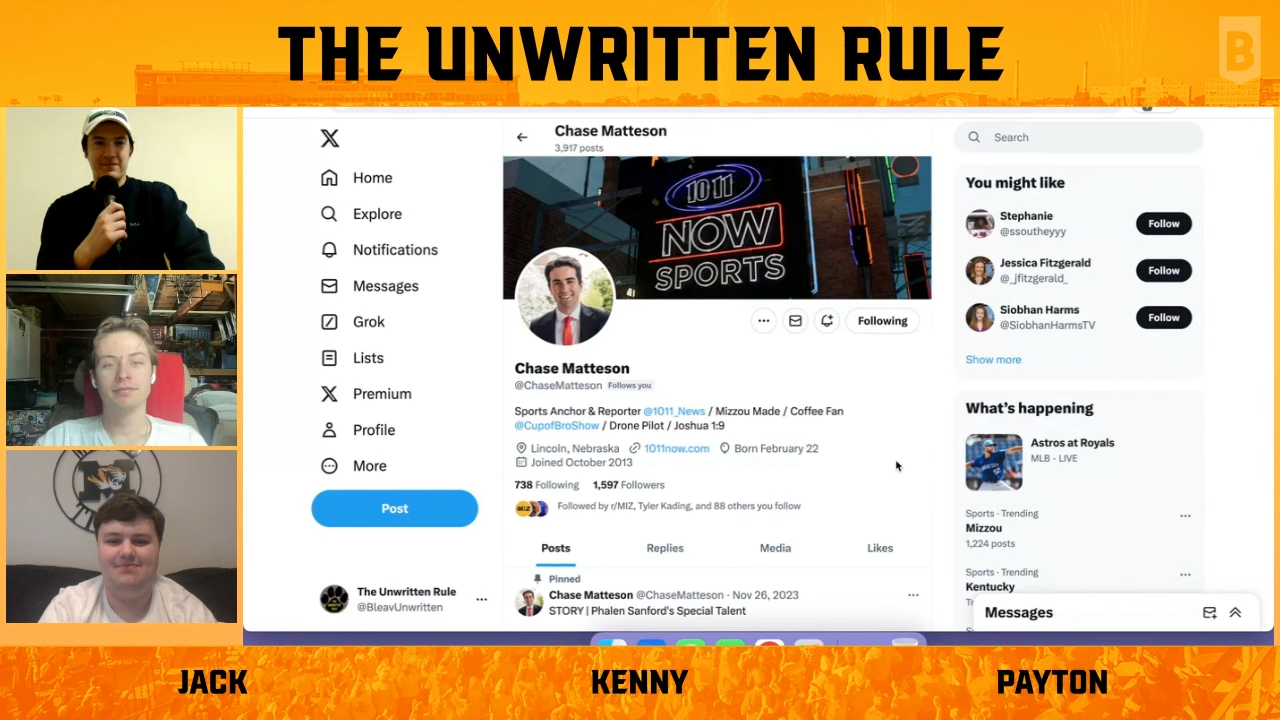 THE UNWRITTEN RULE
B
Chase Matteson
3,917 posts
Search
10 11
NOW
SPORTS
Home
Explore
Notifications
Messages
Grok
Lists
Premium
Profile
More
Post
The Unwritten Rule
@BleavUnwritten
Following
Chase Matteson
@ChaseMatteson Follows you
Sports Anchor & Reporter @1011_News / Mizzou Made / Coffee Fan
@CupofBroShow / Drone Pilot / Joshua 1:9
Lincoln, Nebraska 1011now.com Born February 22
Joined October 2013
738 Following 1,597 Followers
Followed by r/MIZ, Tyler Kading, and 88 others you follow
Posts Replies Media Likes
Pinned
Chase Matteson @ChaseMatteson · Nov 26, 2023
STORY | Phalen Sanford's Special Talent
You might like
Stephanie
@ssoutheyyy
Follow
Jessica Fitzgerald
@_jfitzgerald_
Follow
Siobhan Harms
@SiobhanHarmsTV
Follow
Show more
What's happening
Astros at Royals
MLB · LIVE
Sports · Trending
Mizzou
1,224 posts
Sports · Trending
Kentucky
Messages
JACK
KENNY
PAYTON